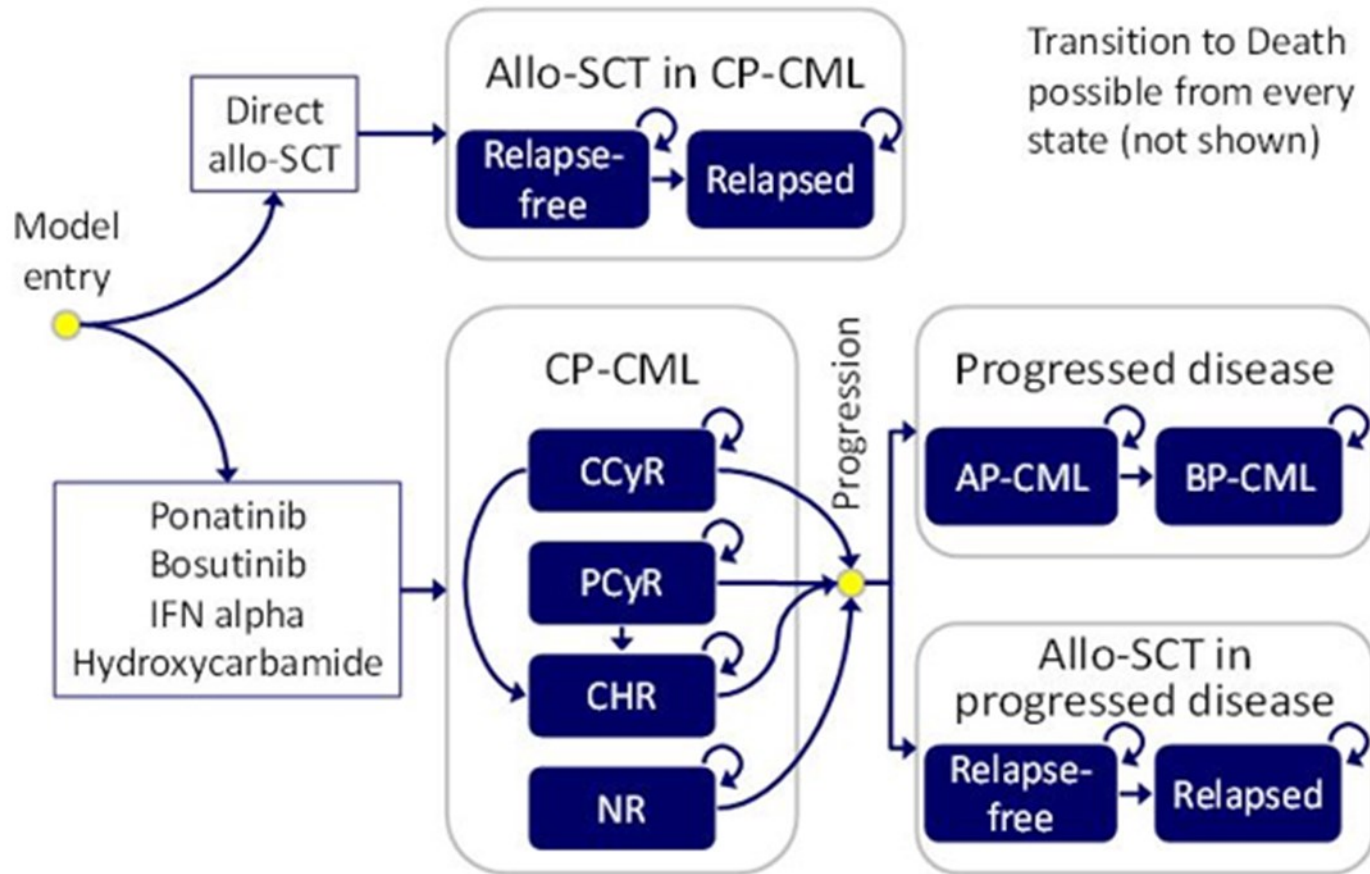 Model
entry
Direct
allo-SCT
Allo-SCT in CP-CML
Relapse-
free
Relapsed
Transition to Death
possible from every
state (not shown)
Ponatinib
Bosutinib
IFN alpha
Hydroxycarbamide
CP-CML
CCyR
PCyR
CHR
NR
Progression
Progressed disease
AP-CML
BP-CML
Allo-SCT in
progressed disease
Relapse-
free
Relapsed